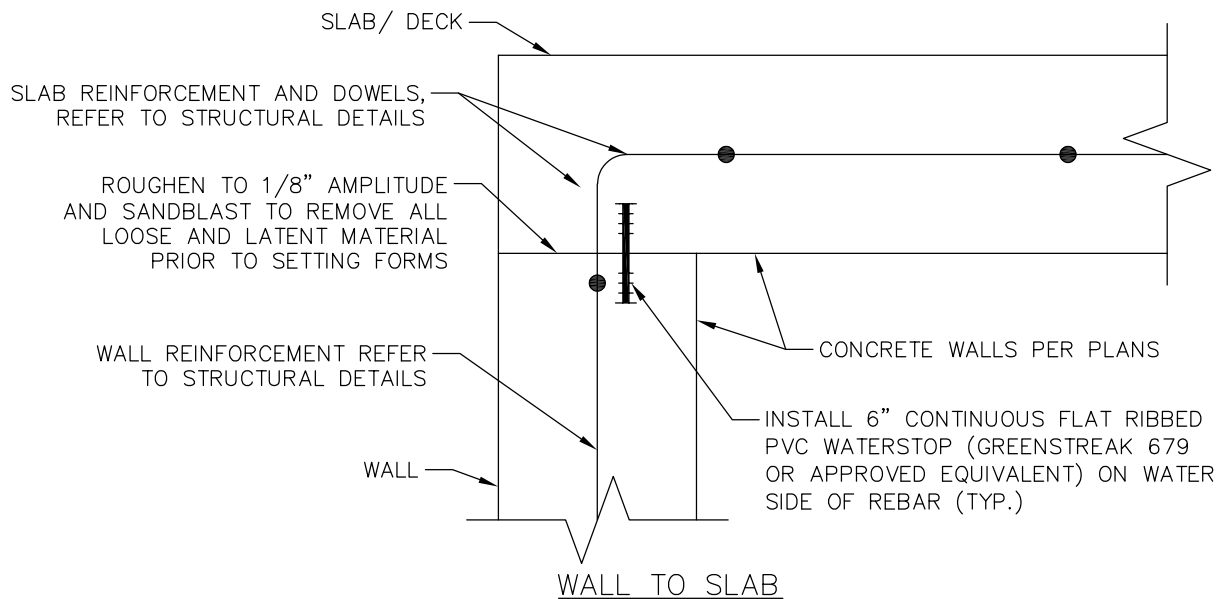 SLAB/ DECK
SLAB REINFORCEMENT AND DOWELS,
REFER TO STRUCTURAL DETAILS
ROUGHEN TO 1/8” AMPLITUDE
AND SANDBLAST TO REMOVE ALL
LOOSE AND LATENT MATERIAL
PRIOR TO SETTING FORMS
WALL REINFORCEMENT REFER
TO STRUCTURAL DETAILS
CONCRETE WALLS PER PLANS
INSTALL 6” CONTINUOUS FLAT RIBBED
PVC WATERSTOP (GREENSTREAK 679
OR APPROVED EQUIVALENT) ON WATER
SIDE OF REBAR (TYP.)
WALL
WALL TO SLAB